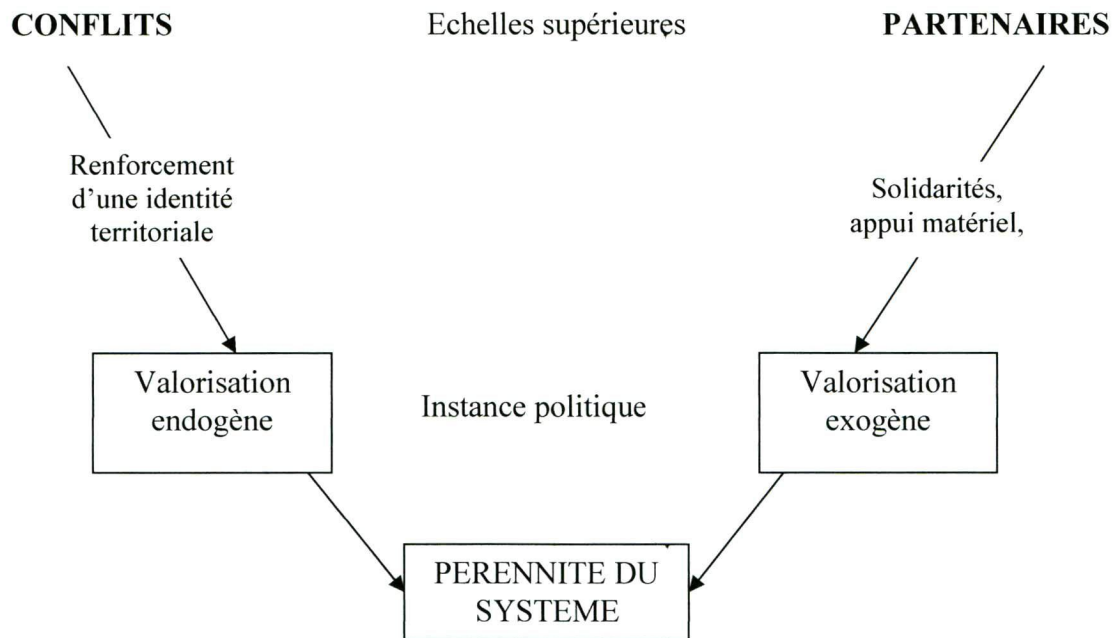 CONFLITS Echelles supérieures PARTENAIRES
Renforcement
d'une identité
territoriale
Solidarités,
appui matériel,
Valorisation
endogène
Instance politique
Valorisation
exogène
PERENNITE DU
SYSTEME